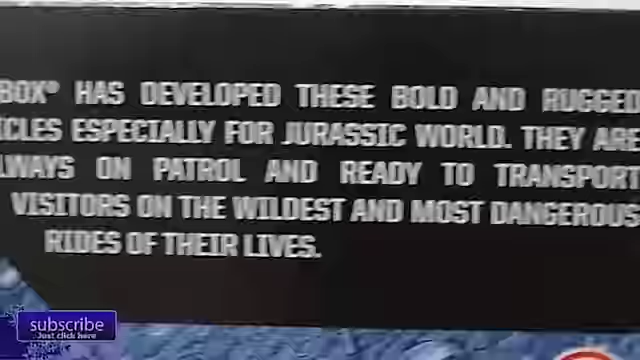 BOX® HAS DEVELOPED THESE BOLD AND RUGGED
ICLES ESPECIALLY FOR JURASSIC WORLD. THEY ARE
LWAYS ON PATROL AND READY TO TRANSPORT
VISITORS ON THE WILDEST AND MOST DANGEROUS
RIDES OF THEIR LIVES.
subscribe
Just click here